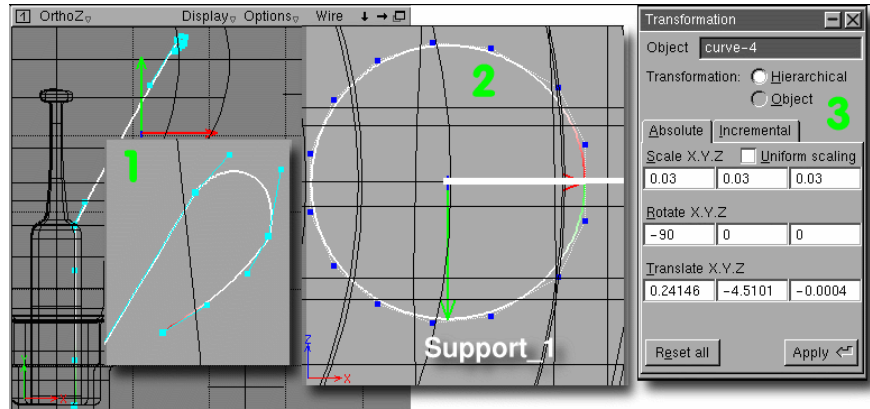 1 OrthoZ Display Options Wire
1
Y
X
2
Support_1
Z
X
Transformation
Object curve-4
Transformation: Hierarchical
Object
3
Absolute Incremental
Scale X.Y.Z Uniform scaling
0.03 0.03 0.03
Rotate X.Y.Z
-90 0 0
Translate X.Y.Z
0.24146 -4.5101 -0.0004
Reset all Apply